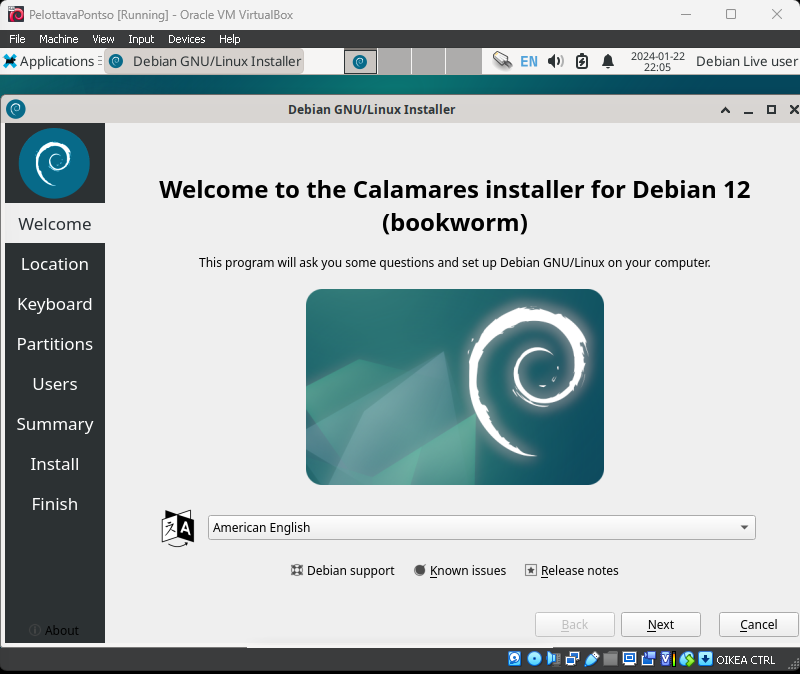 PelottavaPontso [Running] - Oracle VM VirtualBox
File Machine View Input Devices Help
Applications Debian GNU/Linux Installer EN 2024-01-22 Debian Live user
22:05
Debian GNU/Linux Installer
Welcome
Location
Keyboard
Partitions
Users
Summary
Install
Finish
About
Welcome to the Calamares installer for Debian 12
(bookworm)
This program will ask you some questions and set up Debian GNU/Linux on your computer.
American English
Debian support Known issues Release notes
Back Next Cancel
OIKEA CTRL